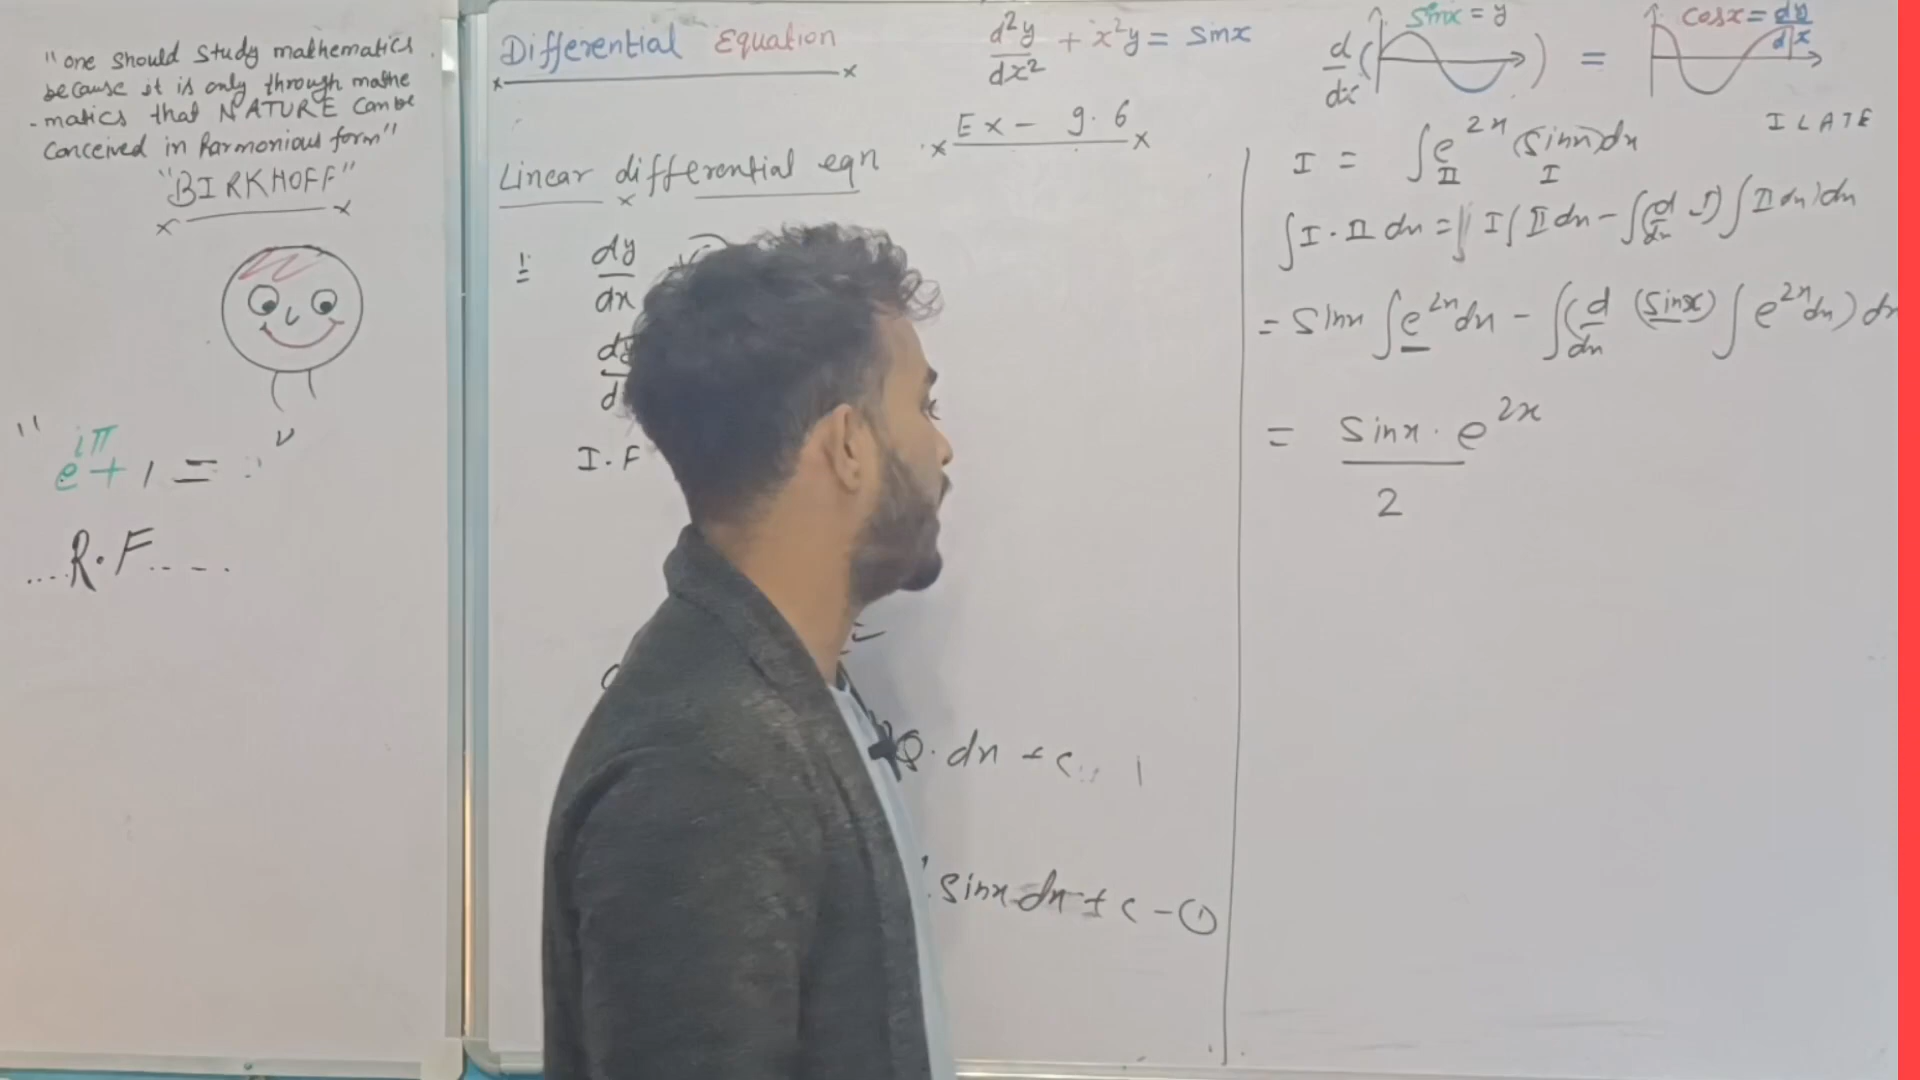 "one should study mathematics
because it is only through mathe
-matics that NATURE can be
conceived in harmonious form"
"BIRKHOFF"
e^{iπ} + 1 =
....R.F.....
Differential Equation
d²y/dx² + x²y = sinx
Ex - 9.6
Linear differential eqn
dy/dx
I.F
Q.dx + c
sinx dx + c - ①
d/dx ( sinx = y ) = cosx = dy/dx
ILATE
I = ∫ e^{2x} (sinx) dx
II I
∫ I · II dx = I ∫ II dx - ∫ (d/dx I) ∫ II dx) dx
= sinx ∫ e^{2x} dx - ∫ (d/dx (sinx) ∫ e^{2x} dx) dx
= sinx · e^{2x}
2